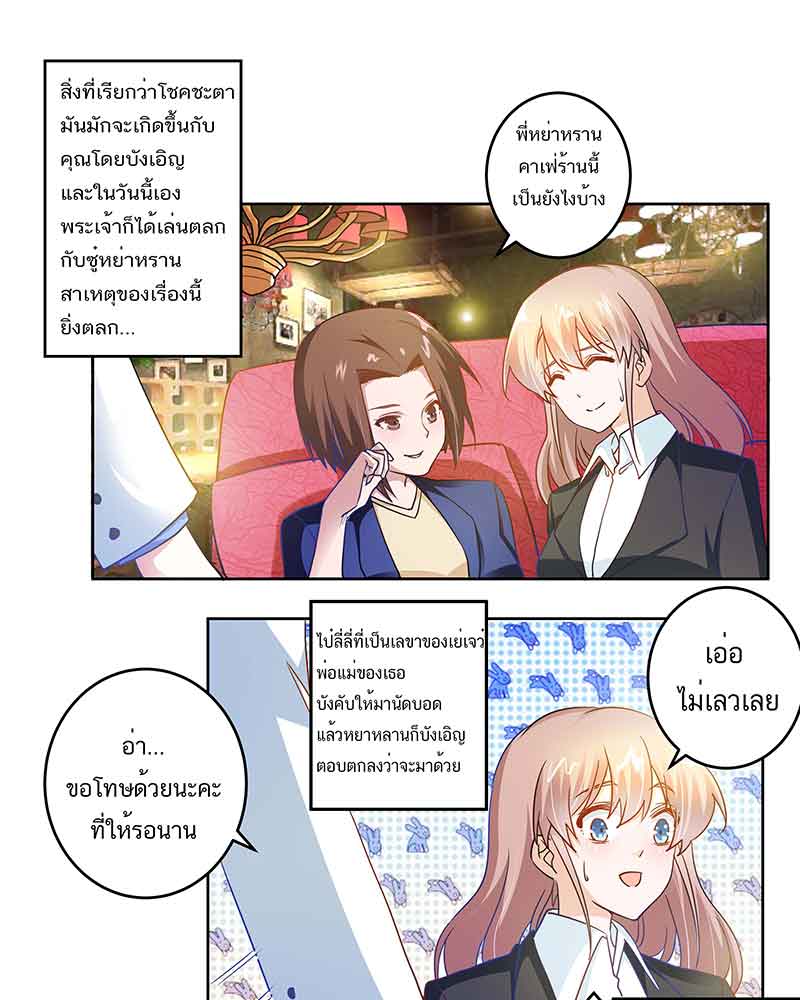 สิ่งที่เรียกว่าโชคชะตา
มันมักจะเกิดขึ้นกับ
คุณโดยบังเอิญ
และในวันนี้เอง
พระเจ้าก็ได้เล่นตลก
กับซู๋หย่าหราน
สาเหตุของเรื่องนี้
ยิ่งตลก...
พี่หย่าหราน
คาเฟ่ร้านนี้
เป็นยังไงบ้าง
ไป๋ลี่ลี่ที่เป็นเลขาของเย่เจว๋
พ่อแม่ของเธอ
บังคับให้มานัดบอด
แล้วหยาหลานก็บังเอิญ
ตอบตกลงว่าจะมาด้วย
เอ่อ
ไม่เลวเลย
อ่า...
ขอโทษด้วยนะคะ
ที่ให้รอนาน